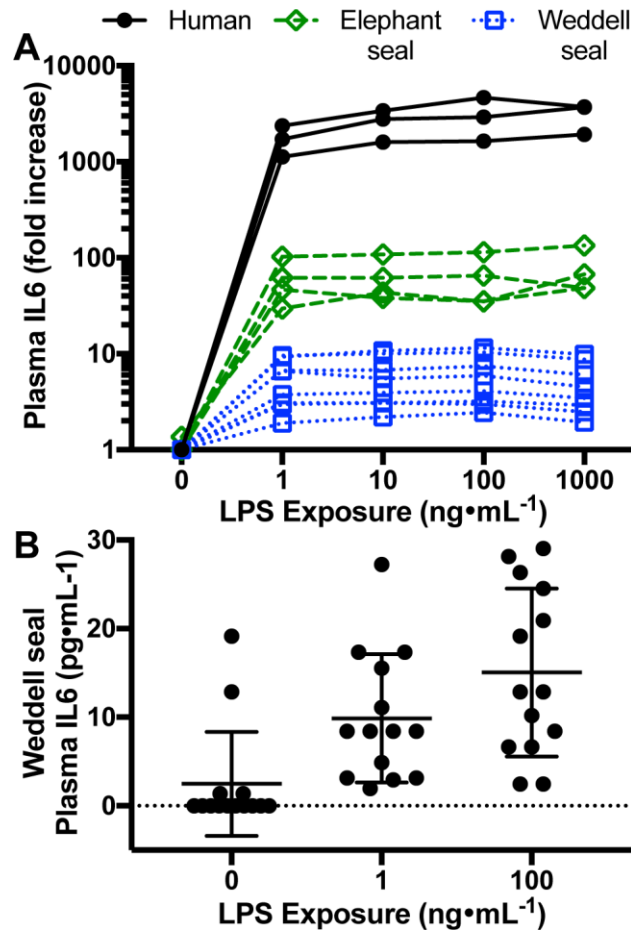 Human
Elephant
seal
Weddell
seal
A
Plasma IL6 (fold increase)
10000
1000
100
10
1
0 1 10 100 1000
LPS Exposure (ng•mL-1)
B
Weddell seal
Plasma IL6 (pg•mL-1)
30
20
10
0
0 1 100
LPS Exposure (ng•mL-1)